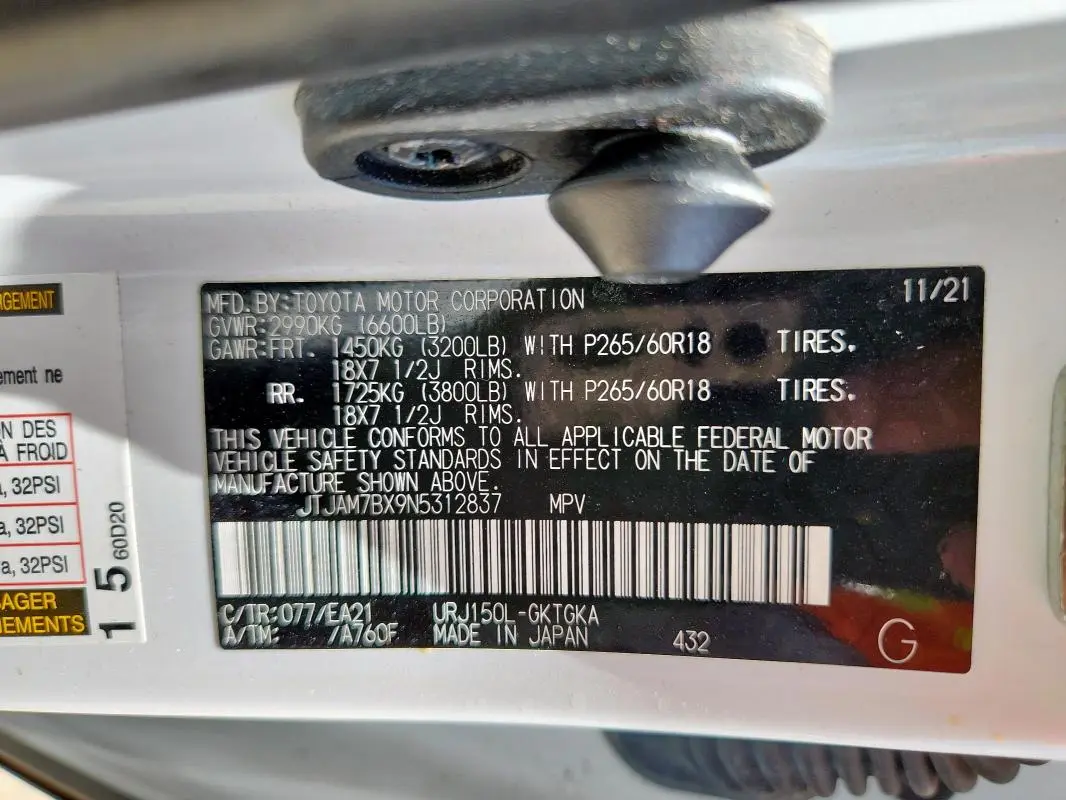 RGEMENT
ement ne
N DES
A FROID
a, 32PSI
a, 32PSI
a, 32PSI
AGER
EMENTS
1 5 60D20
11/21
MFD.BY:TOYOTA MOTOR CORPORATION
GVWR:2990KG (6600LB)
GAWR:FRT. 1450KG (3200LB) WITH P265/60R18 TIRES.
18X7 1/2J RIMS.
RR. 1725KG (3800LB) WITH P265/60R18 TIRES.
18X7 1/2J RIMS.
THIS VEHICLE CONFORMS TO ALL APPLICABLE FEDERAL MOTOR
VEHICLE SAFETY STANDARDS IN EFFECT ON THE DATE OF
MANUFACTURE SHOWN ABOVE.
JTJAM7BX9N5312837 MPV
C/TR:077/EA21 URJ150L-GKTGKA
A/TM: /A760F MADE IN JAPAN 432
G